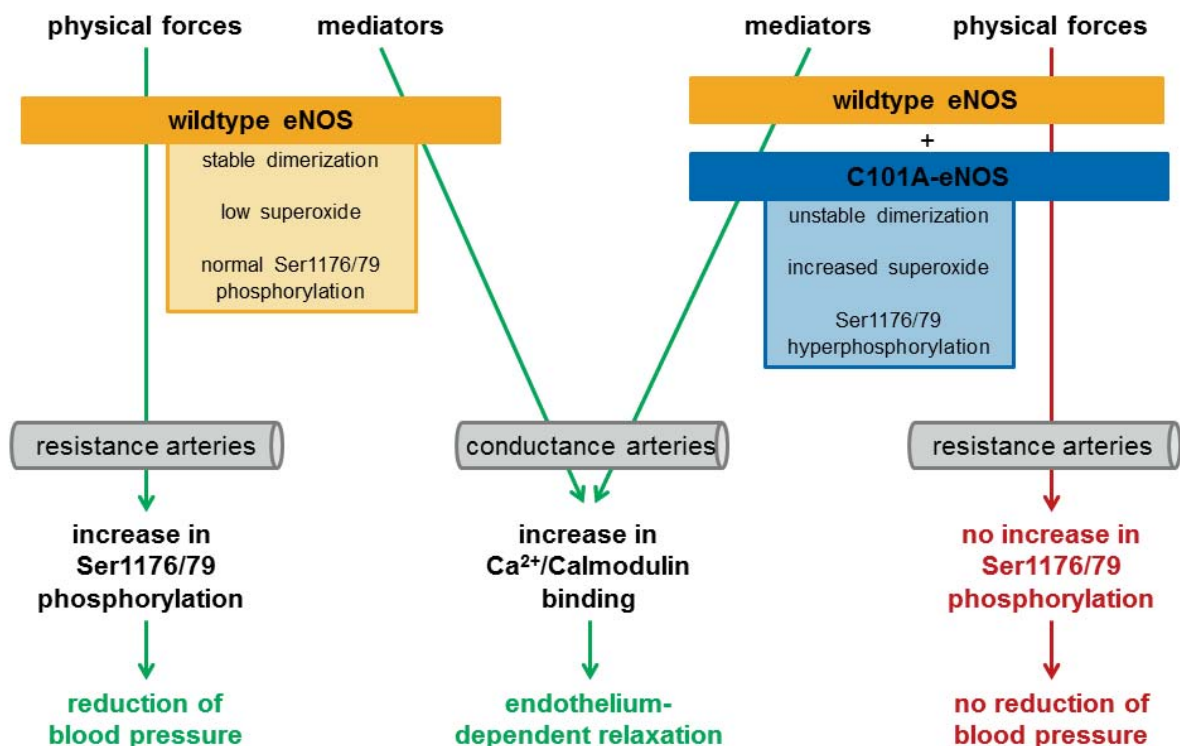 physical forces
mediators
mediators
physical forces
wildtype eNOS
stable dimerization
low superoxide
normal Ser1176/79
phosphorylation
wildtype eNOS
+
C101A-eNOS
unstable dimerization
increased superoxide
Ser1176/79
hyperphosphorylation
resistance arteries
conductance arteries
resistance arteries
increase in
Ser1176/79
phosphorylation
increase in
Ca²⁺/Calmodulin
binding
no increase in
Ser1176/79
phosphorylation
reduction of
blood pressure
endothelium-
dependent relaxation
no reduction of
blood pressure